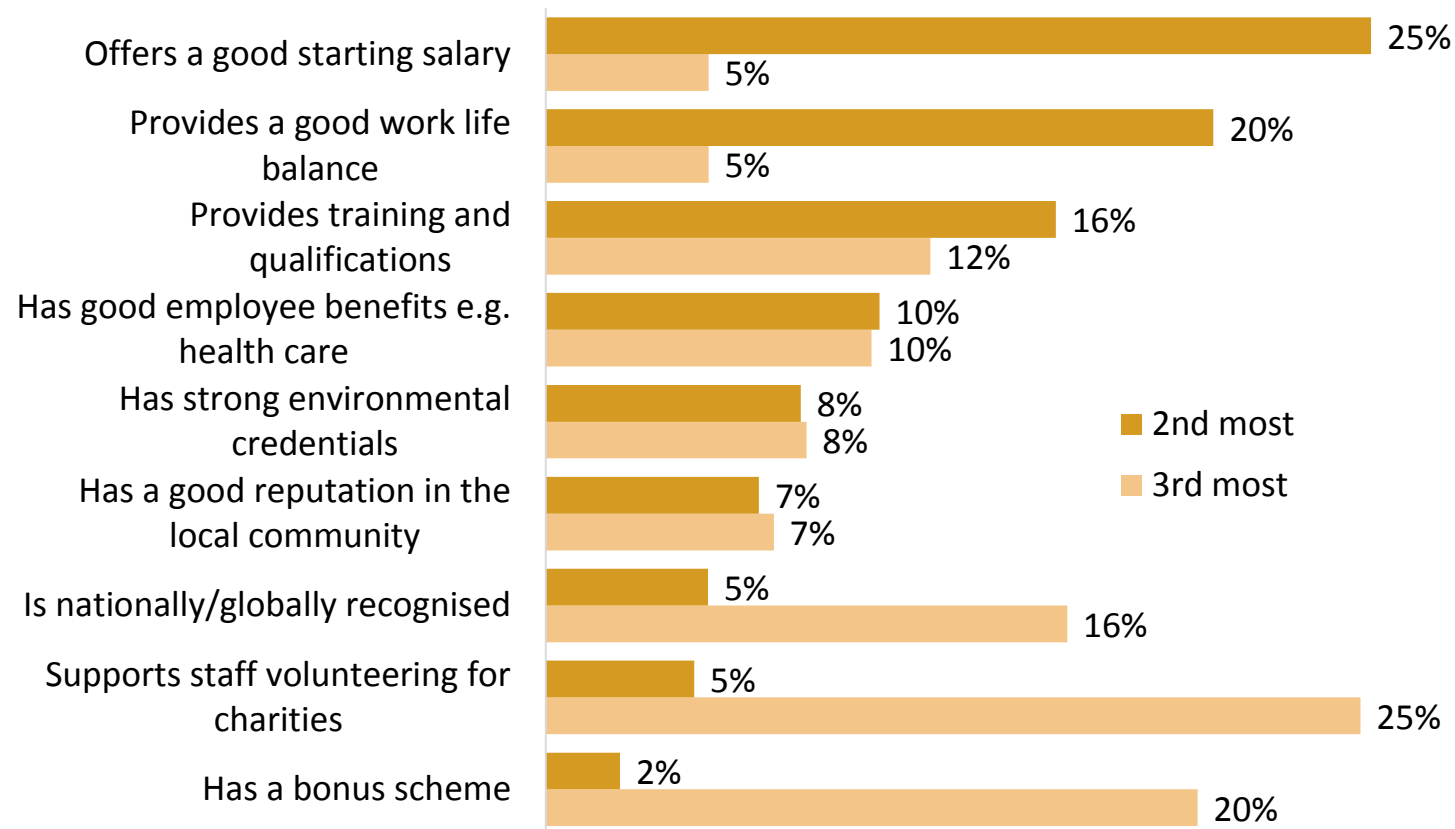 Offers a good starting salary
25%
5%
Provides a good work life
balance
20%
5%
Provides training and
qualifications
16%
12%
Has good employee benefits e.g.
health care
10%
10%
Has strong environmental
credentials
8%
8%
2nd most
3rd most
Has a good reputation in the
local community
7%
7%
Is nationally/globally recognised
5%
16%
Supports staff volunteering for
charities
5%
25%
Has a bonus scheme
2%
20%